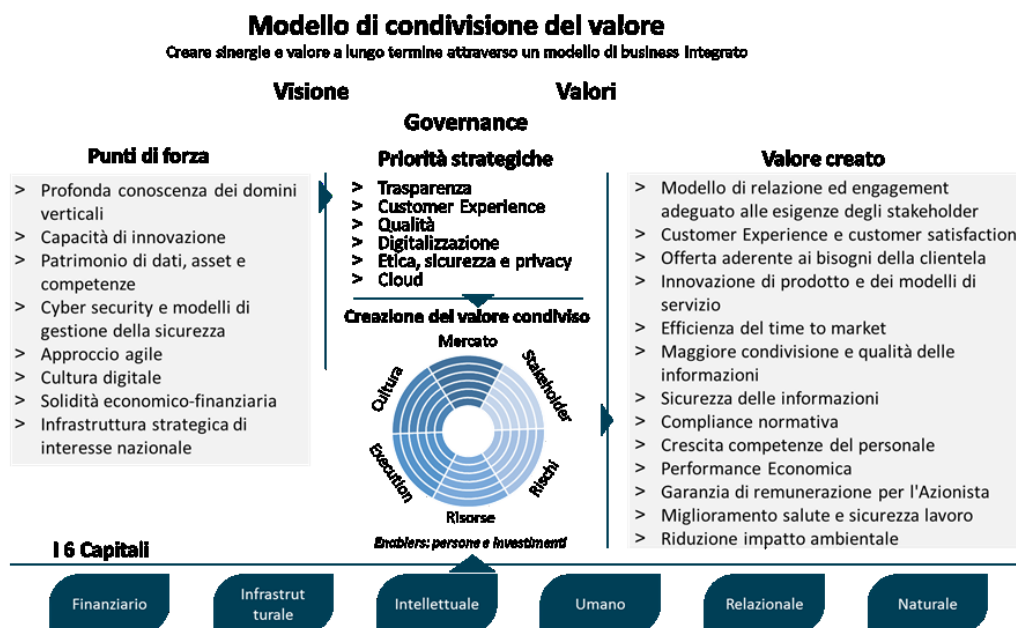 Modello di condivisione del valore
Creare sinergie e valore a lungo termine attraverso un modello di business Integrato
Visione
Valori
Governance
Punti di forza
> Profonda conoscenza dei domini
verticali
> Capacità di innovazione
> Patrimonio di dati, asset e
competenze
> Cyber security e modelli di
gestione della sicurezza
> Approccio agile
> Cultura digitale
> Solidità economico-finanziaria
> Infrastruttura strategica di
interesse nazionale
Priorità strategiche
> Trasparenza
> Customer Experience
> Qualità
> Digitalizzazione
> Etica, sicurezza e privacy
> Cloud
Creazione del valore condiviso
Mercato
Stakeholder
Rischi
Risorse
Execution
Cultura
Enablers: persone e investimenti
Valore creato
> Modello di relazione ed engagement
adeguato alle esigenze degli stakeholder
> Customer Experience e customer satisfaction
> Offerta aderente ai bisogni della clientela
> Innovazione di prodotto e dei modelli di
servizio
> Efficienza del time to market
> Maggiore condivisione e qualità delle
informazioni
> Sicurezza delle informazioni
> Compliance normativa
> Crescita competenze del personale
> Performance Economica
> Garanzia di remunerazione per l'Azionista
> Miglioramento salute e sicurezza lavoro
> Riduzione impatto ambientale
I 6 Capitali
Finanziario
Infrastrut
turale
Intellettuale
Umano
Relazionale
Naturale